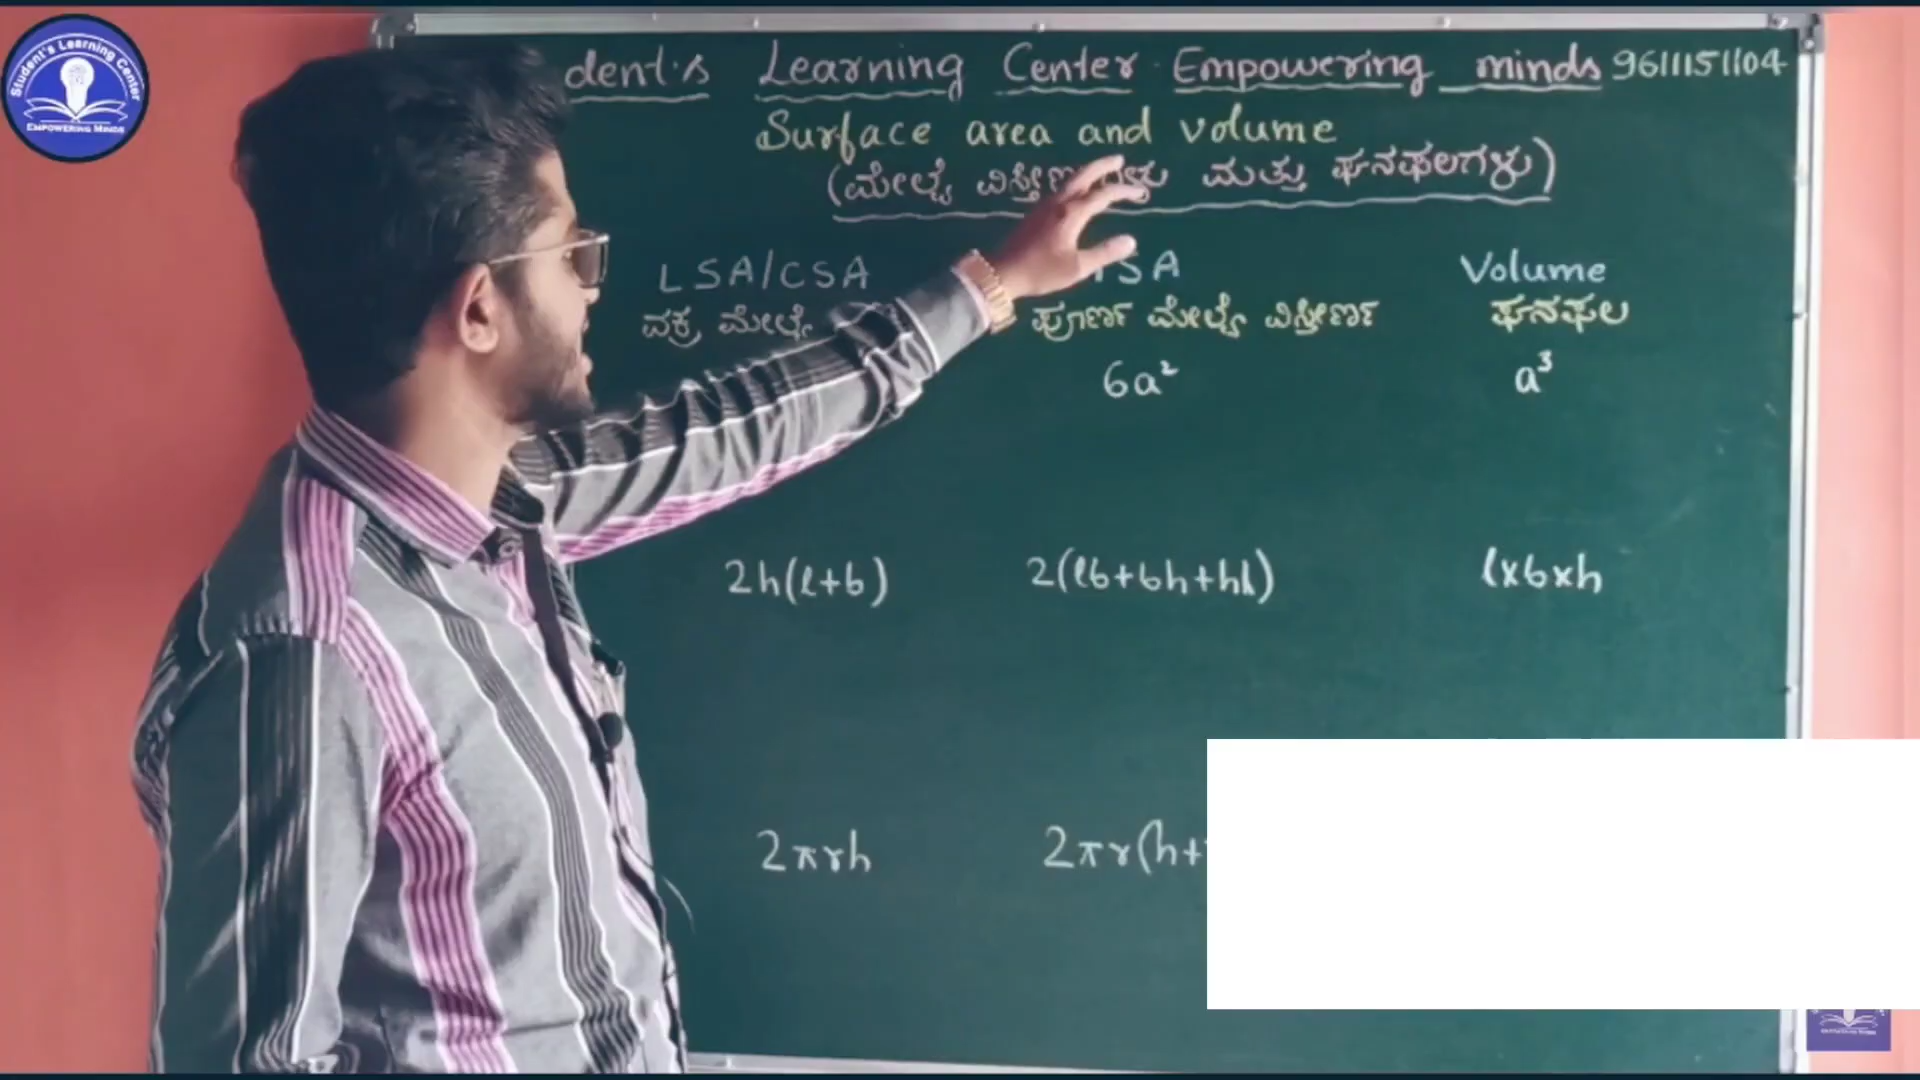 Student's Learning Center
EMPOWERING MINDS
Learning Center Empowering minds 9611151104
Surface area and volume
(ಮೇಲ್ಮೈ ಮತ್ತು ಘನಫಲಗಳು)
LSA/CSA Volume
ವಕ್ರ ಮೇಲ್ಮೈ ಪೂರ್ಣ ಮೇಲ್ಮೈ ವಿಸ್ತೀರ್ಣ ಘನಫಲ
6a² a³
2h(l+b) 2(lb+bh+hl) l×b×h
2πrh 2πr(h+